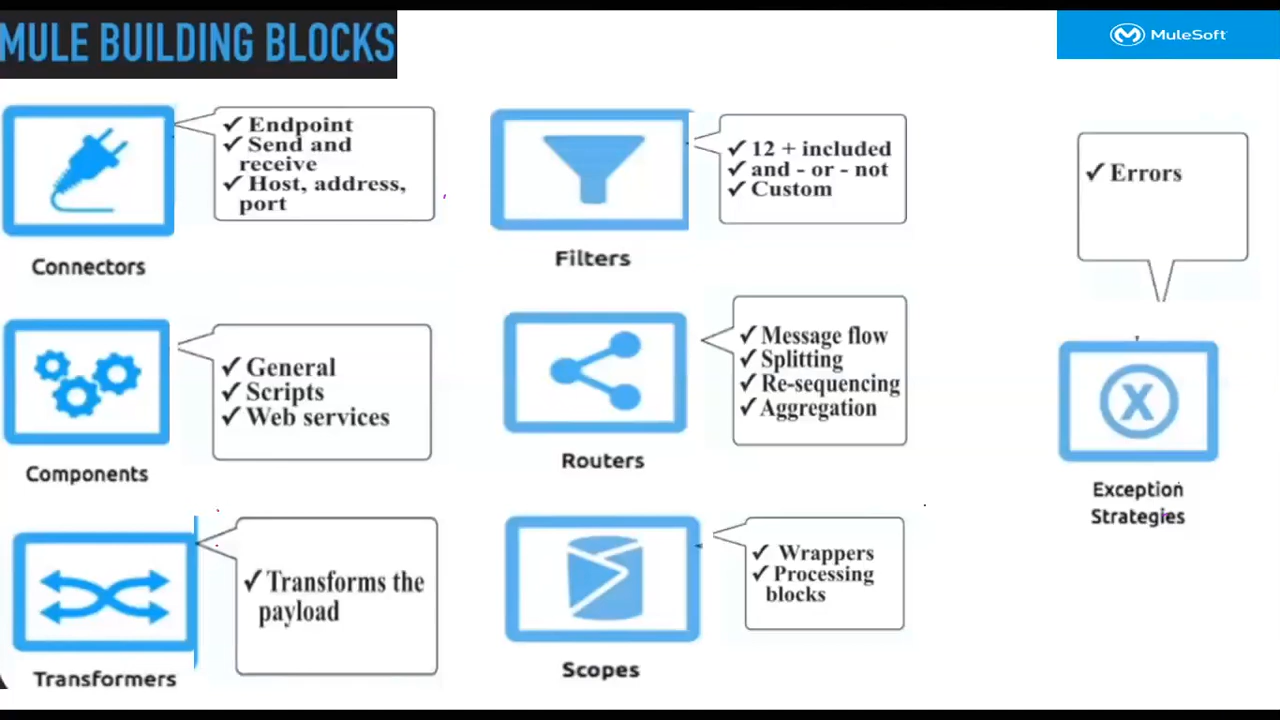 MULE BUILDING BLOCKS
MuleSoft
✓ Endpoint
✓ Send and
receive
✓ Host, address,
port
Connectors
✓ 12 + included
✓ and - or - not
✓ Custom
Filters
✓ Errors
✓ General
✓ Scripts
✓ Web services
Components
✓ Message flow
✓ Splitting
✓ Re-sequencing
✓ Aggregation
Routers
X
Exception
Strategies
✓ Transforms the
payload
Transformers
✓ Wrappers
✓ Processing
blocks
Scopes